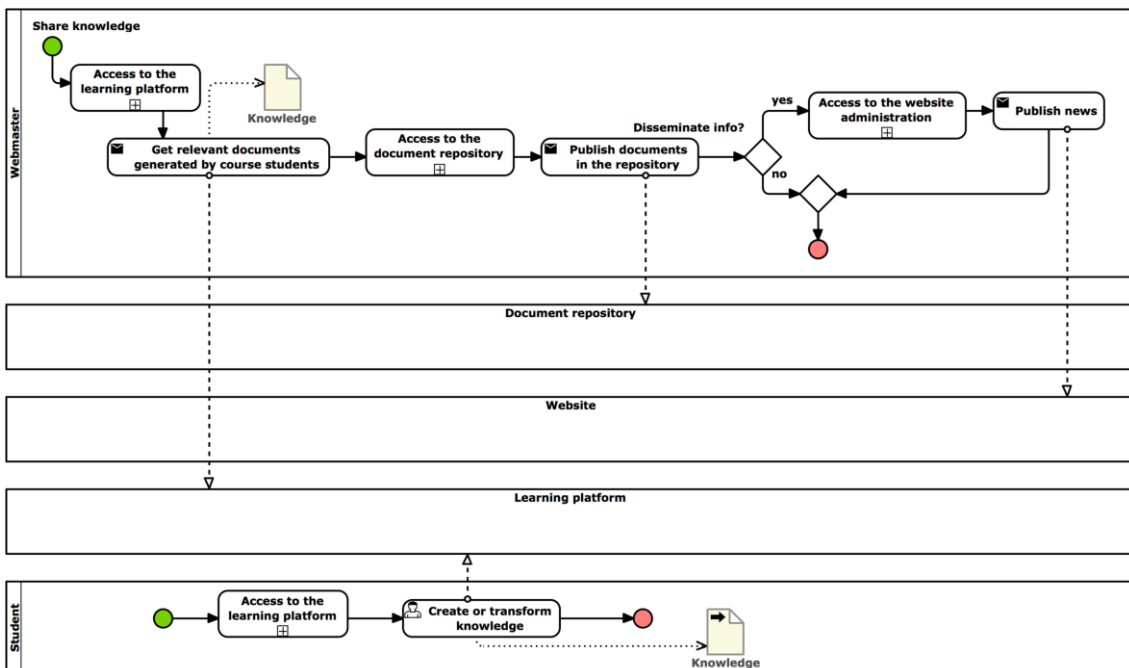 Share knowledge
Webmaster
Access to the
learning platform
Knowledge
Get relevant documents
generated by course students
Access to the
document repository
Publish documents
in the repository
Disseminate info?
yes
no
Access to the website
administration
Publish news
Document repository
Website
Learning platform
Student
Access to the
learning platform
Create or transform
knowledge
Knowledge